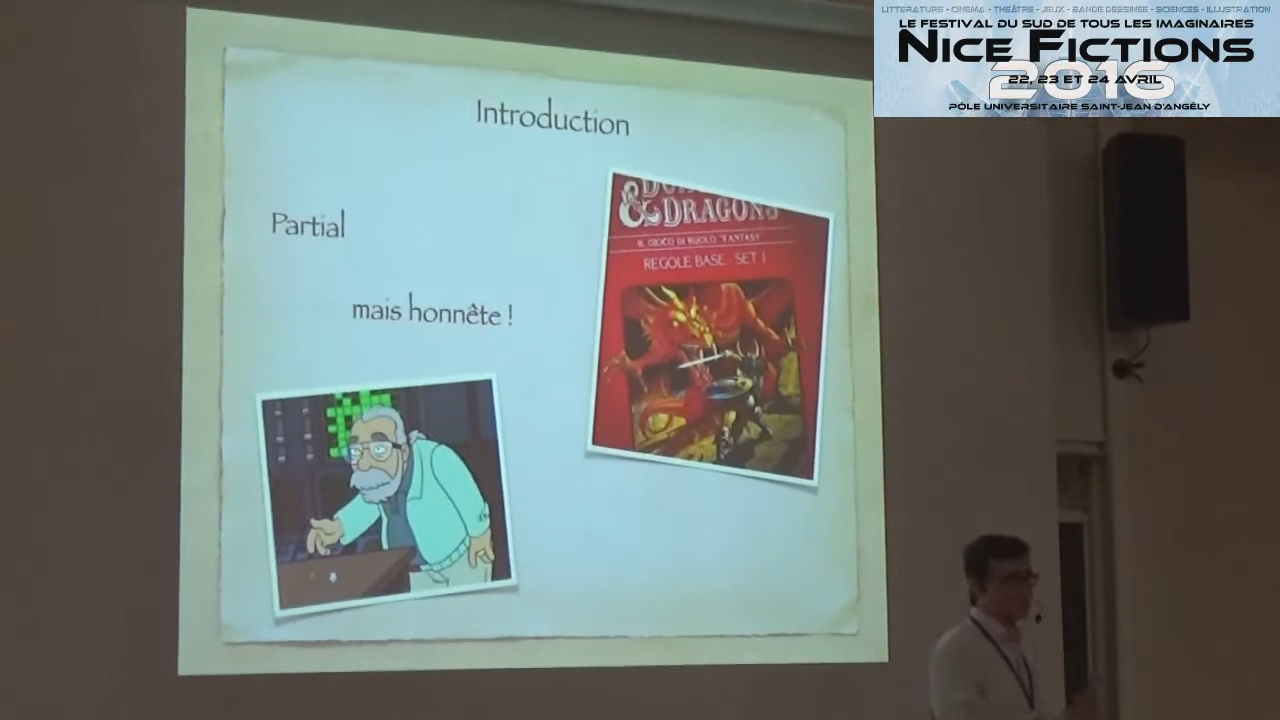 LITTERATURE - CINEMA - THEÂTRE - JEUX - BANDE DESSINEE - SCIENCES - ILLUSTRATION
LE FESTIVAL DU SUD DE TOUS LES IMAGINAIRES
NICE FICTIONS
2016
22, 23 ET 24 AVRIL
PÔLE UNIVERSITAIRE SAINT-JEAN D'ANGÉLY
Introduction
Partial
mais honnête !
& DRAGONS
IL GIOCO DI RUOLO "FANTASY"
REGOLE BASE SET 1